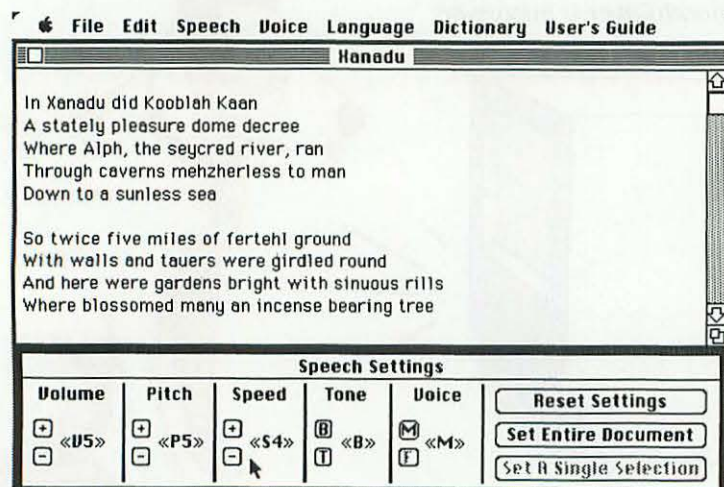 File Edit Speech Voice Language Dictionary User's Guide
Xanadu
In Xanadu did Kooblah Kaan
A stately pleasure dome decree
Where Alph, the seycred river, ran
Through caverns mehzherless to man
Down to a sunless sea
So twice five miles of fertehl ground
With walls and tauers were girdled round
And here were gardens bright with sinuous rills
Where blossomed many an incense bearing tree
Speech Settings
Volume Pitch Speed Tone Voice
+ + + B M
«V5» «P5» «S4» «B» «M»
- - - T F
Reset Settings
Set Entire Document
Set A Single Selection